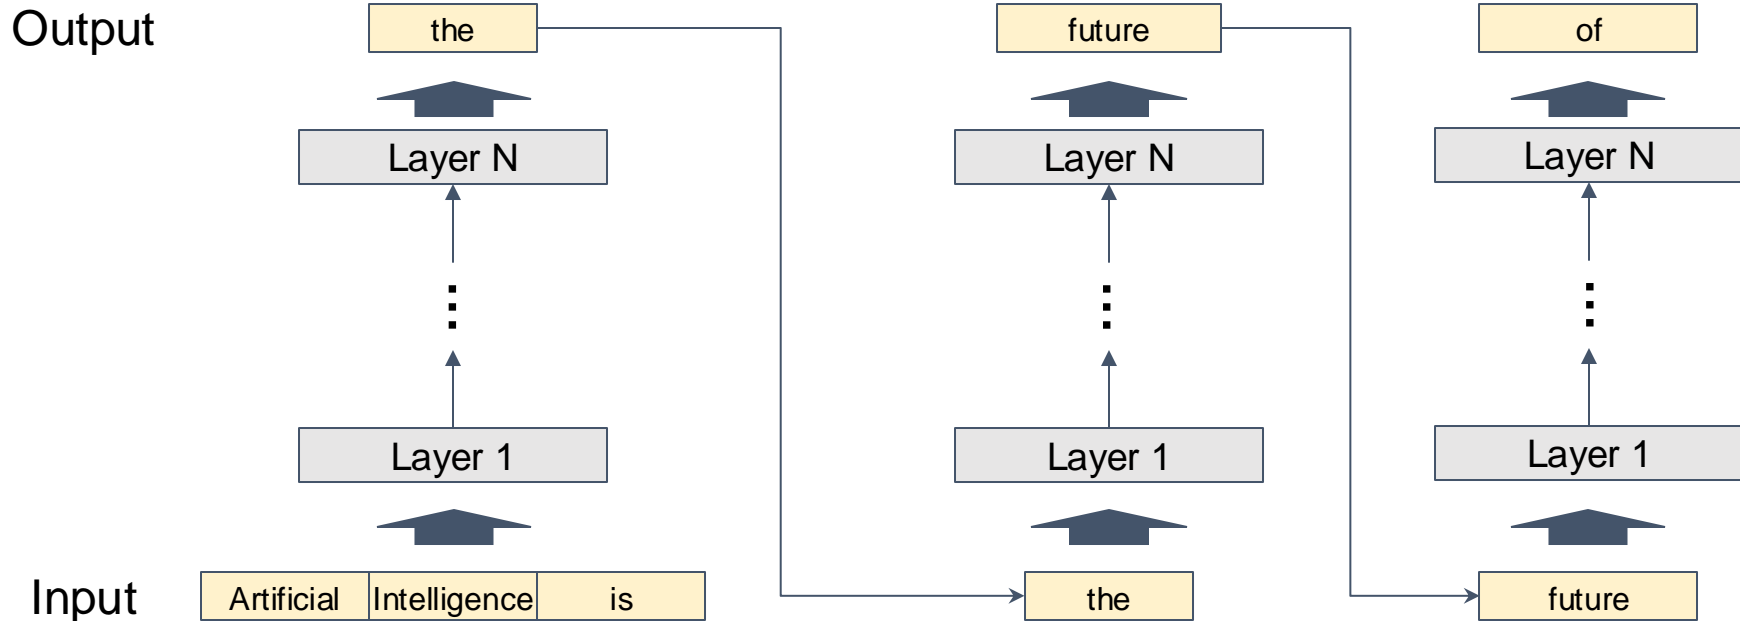 Output
the
future
of
Layer N
Layer N
Layer N
Layer 1
Layer 1
Layer 1
Input
Artificial
Intelligence
is
the
future